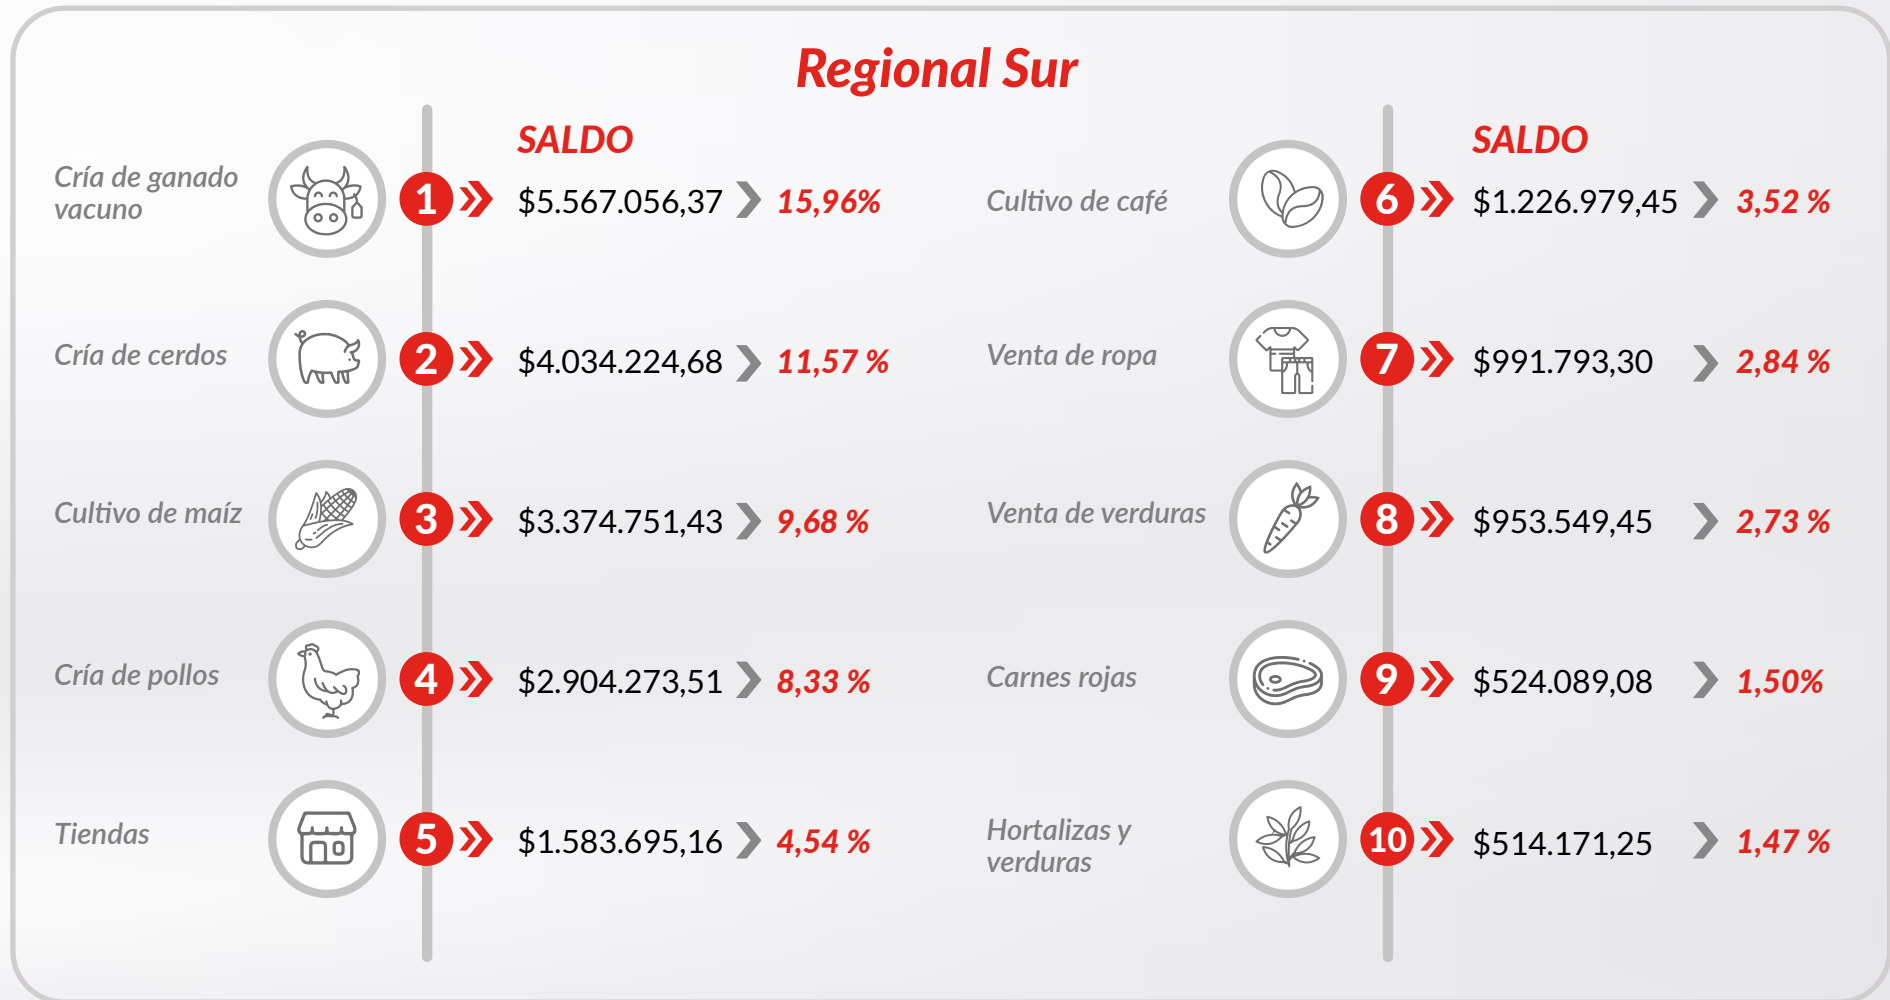 Regional Sur
SALDO
Cría de ganado
vacuno
1 $5.567.056,37 15,96%
Cría de cerdos
2 $4.034.224,68 11,57 %
Cultivo de maíz
3 $3.374.751,43 9,68 %
Cría de pollos
4 $2.904.273,51 8,33 %
Tiendas
5 $1.583.695,16 4,54 %
SALDO
Cultivo de café
6 $1.226.979,45 3,52 %
Venta de ropa
7 $991.793,30 2,84 %
Venta de verduras
8 $953.549,45 2,73 %
Carnes rojas
9 $524.089,08 1,50%
Hortalizas y
verduras
10 $514.171,25 1,47 %